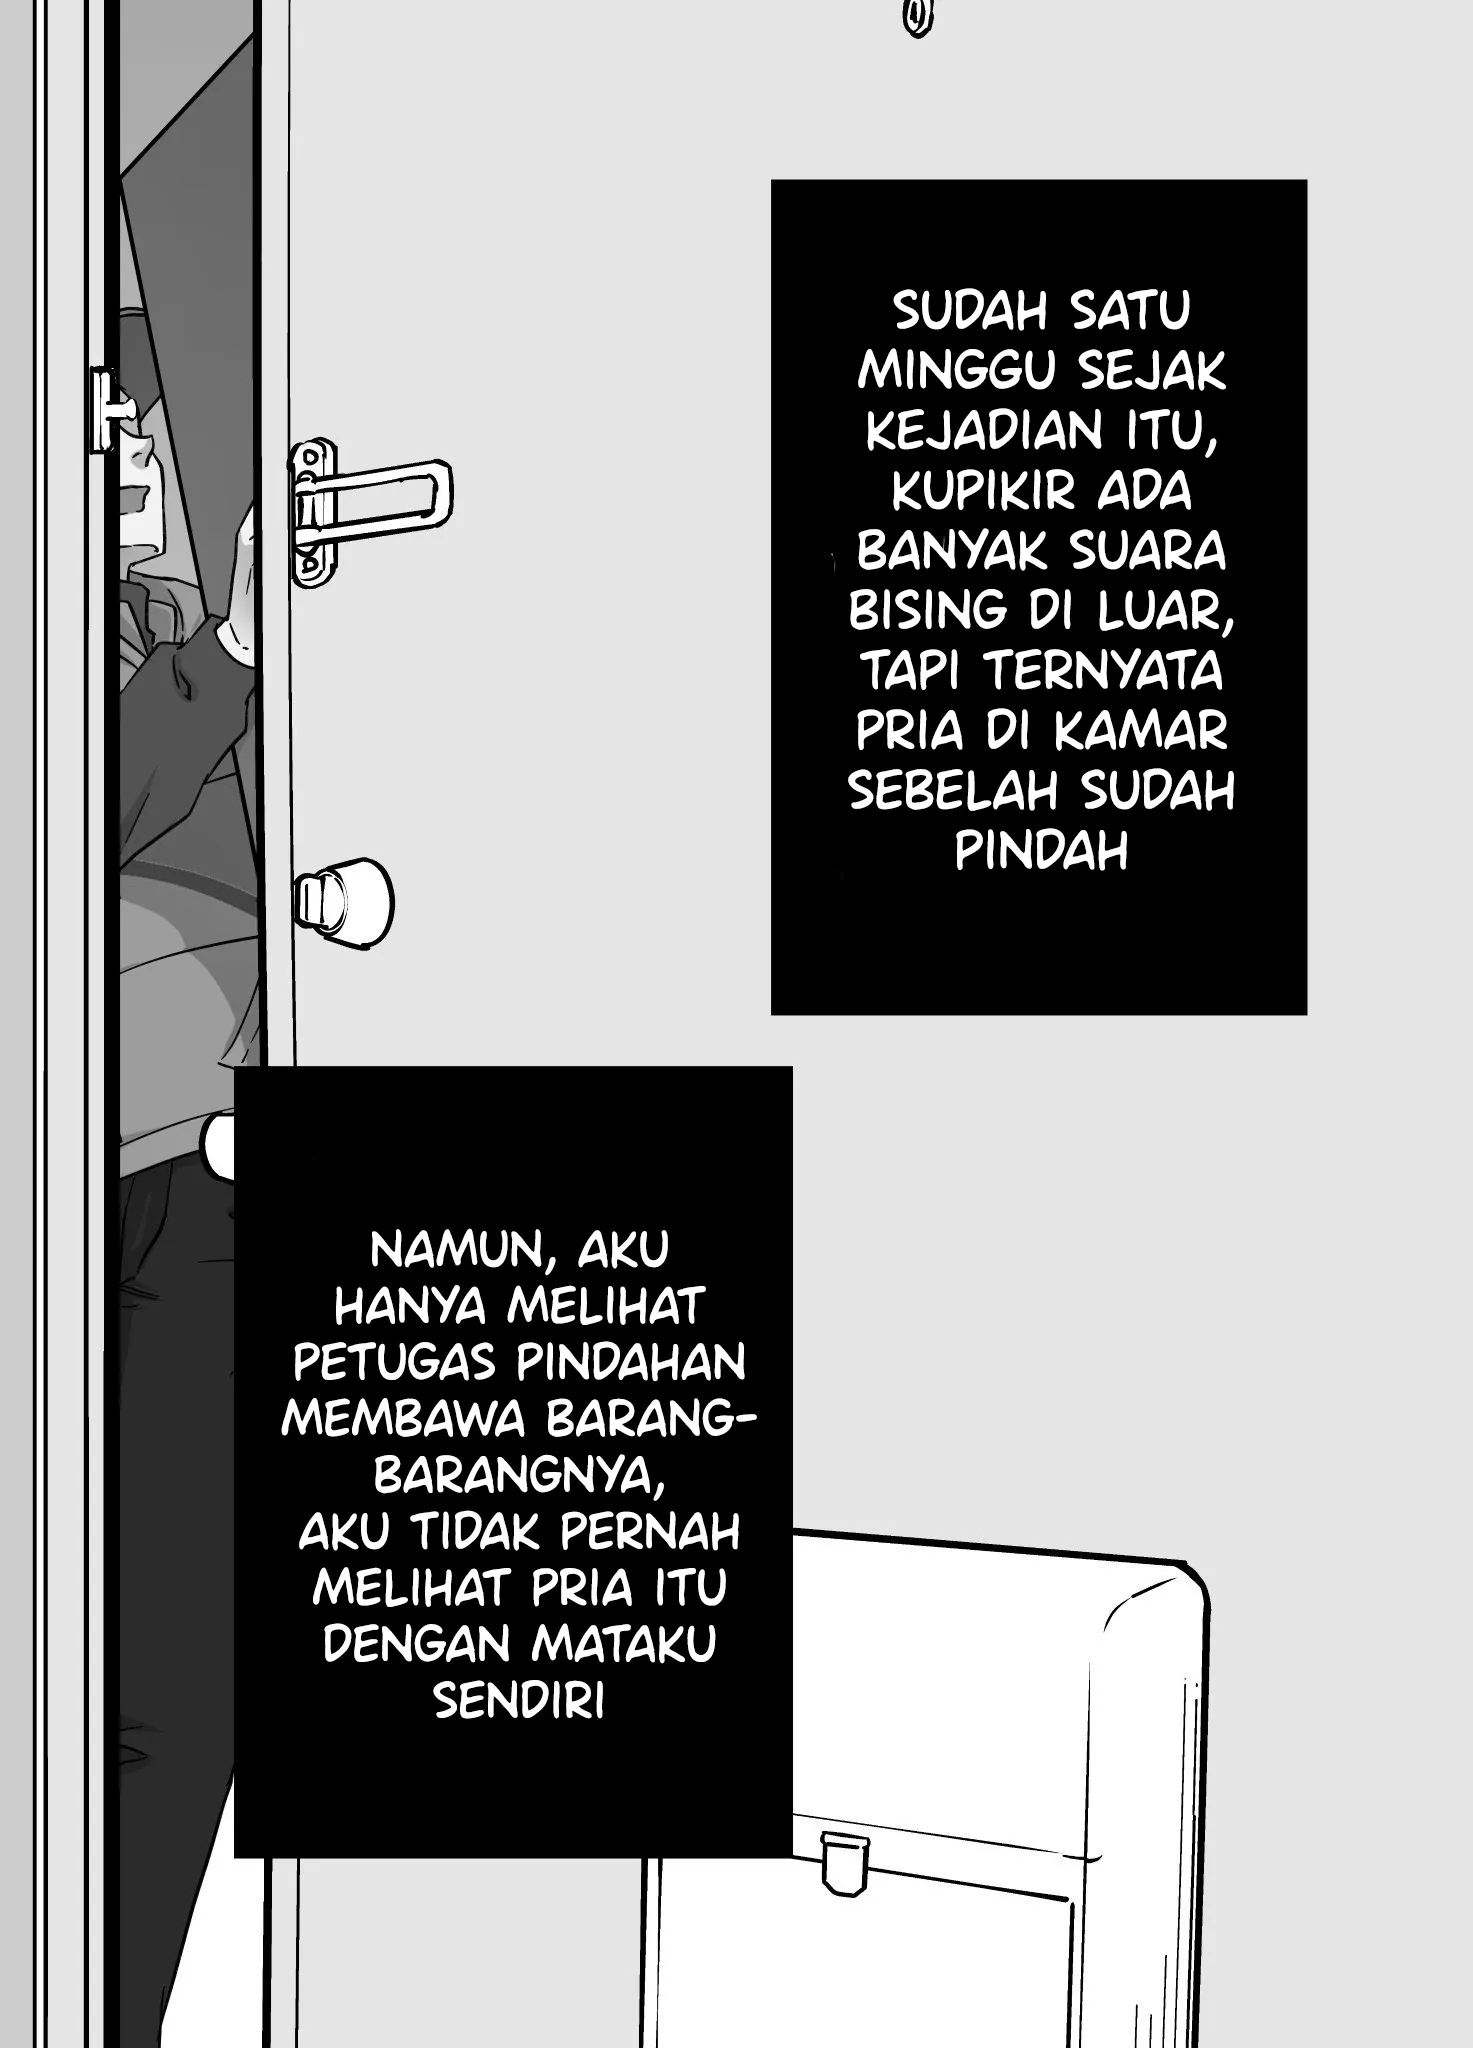 SUDAH SATU
MINGGU SEJAK
KEJADIAN ITU,
KUPIKIR ADA
BANYAK SUARA
BISING DI LUAR,
TAPI TERNYATA
PRIA DI KAMAR
SEBELAH SUDAH
PINDAH
NAMUN, AKU
HANYA MELIHAT
PETUGAS PINDAHAN
MEMBAWA BARANG-
BARANGNYA,
AKU TIDAK PERNAH
MELIHAT PRIA ITU
DENGAN MATAKU
SENDIRI